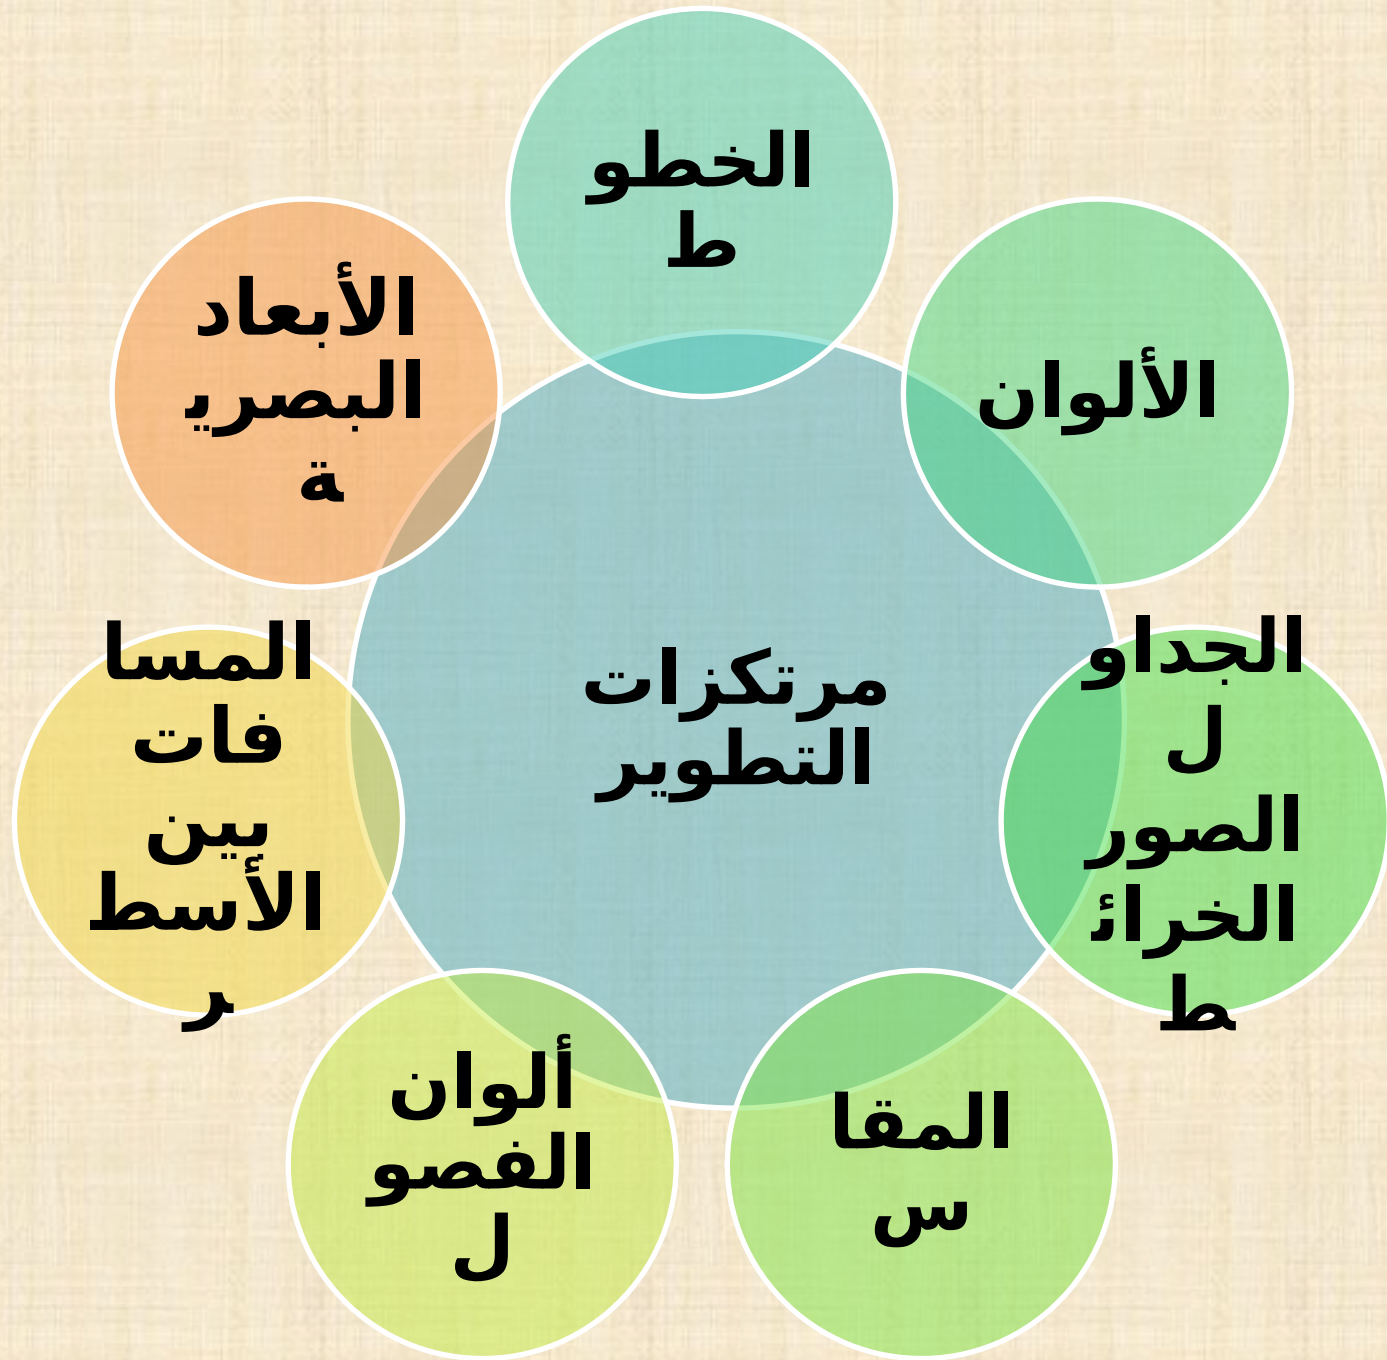 الخطو
ط
الألوان
الجداو
ل
الصور
الخرائ
ط
المقا
س
ألوان
الفصو
ل
المسا
فات
بين
الأسط
ر
الأبعاد
البصري
ة
مرتكزات
التطوير